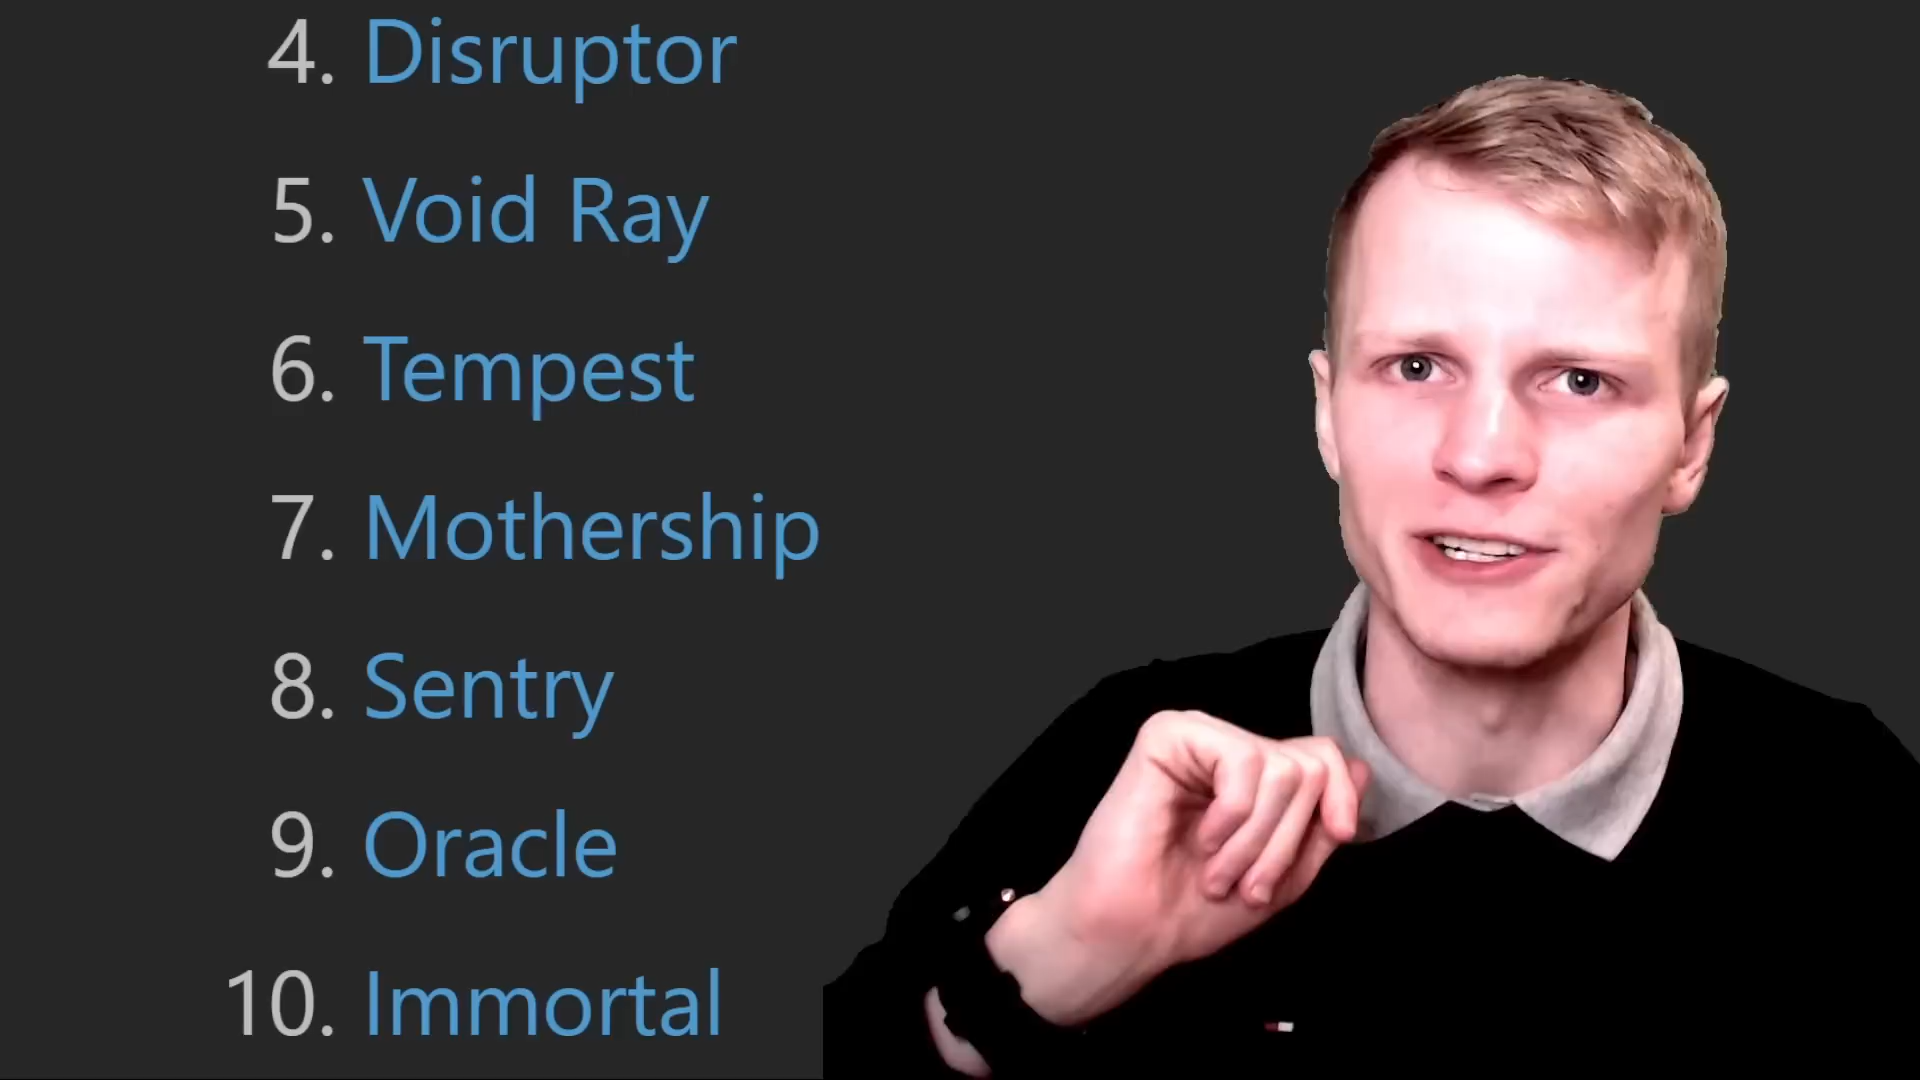 4. Disruptor
5. Void Ray
6. Tempest
7. Mothership
8. Sentry
9. Oracle
10. Immortal